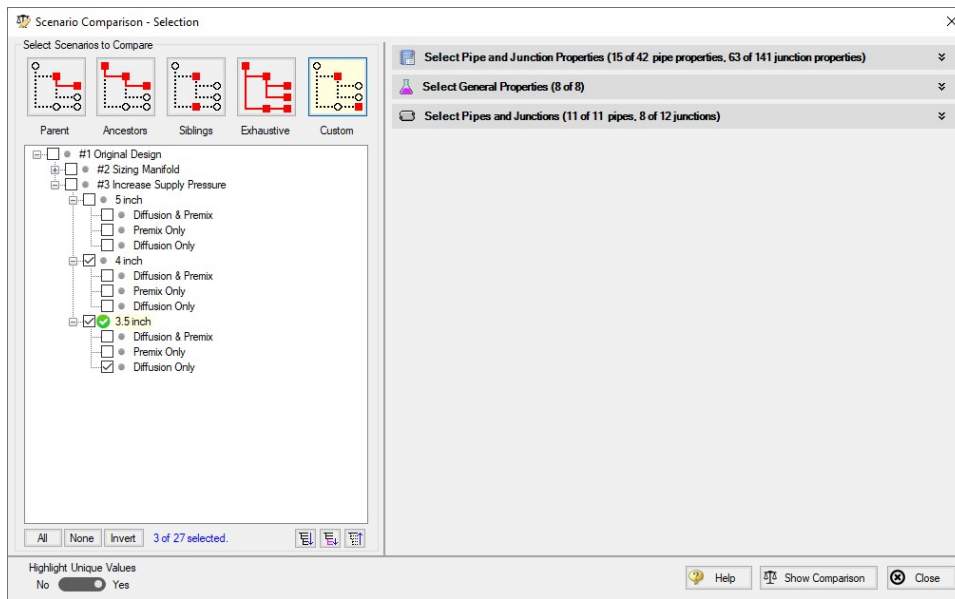 Scenario Comparison - Selection
Select Scenarios to Compare
Parent Ancestors Siblings Exhaustive Custom
#1 Original Design
#2 Sizing Manifold
#3 Increase Supply Pressure
5 inch
Diffusion & Premix
Premix Only
Diffusion Only
4 inch
Diffusion & Premix
Premix Only
Diffusion Only
3.5 inch
Diffusion & Premix
Premix Only
Diffusion Only
All None Invert 3 of 27 selected.
Select Pipe and Junction Properties (15 of 42 pipe properties, 63 of 141 junction properties)
Select General Properties (8 of 8)
Select Pipes and Junctions (11 of 11 pipes, 8 of 12 junctions)
Highlight Unique Values
No Yes
Help Show Comparison Close